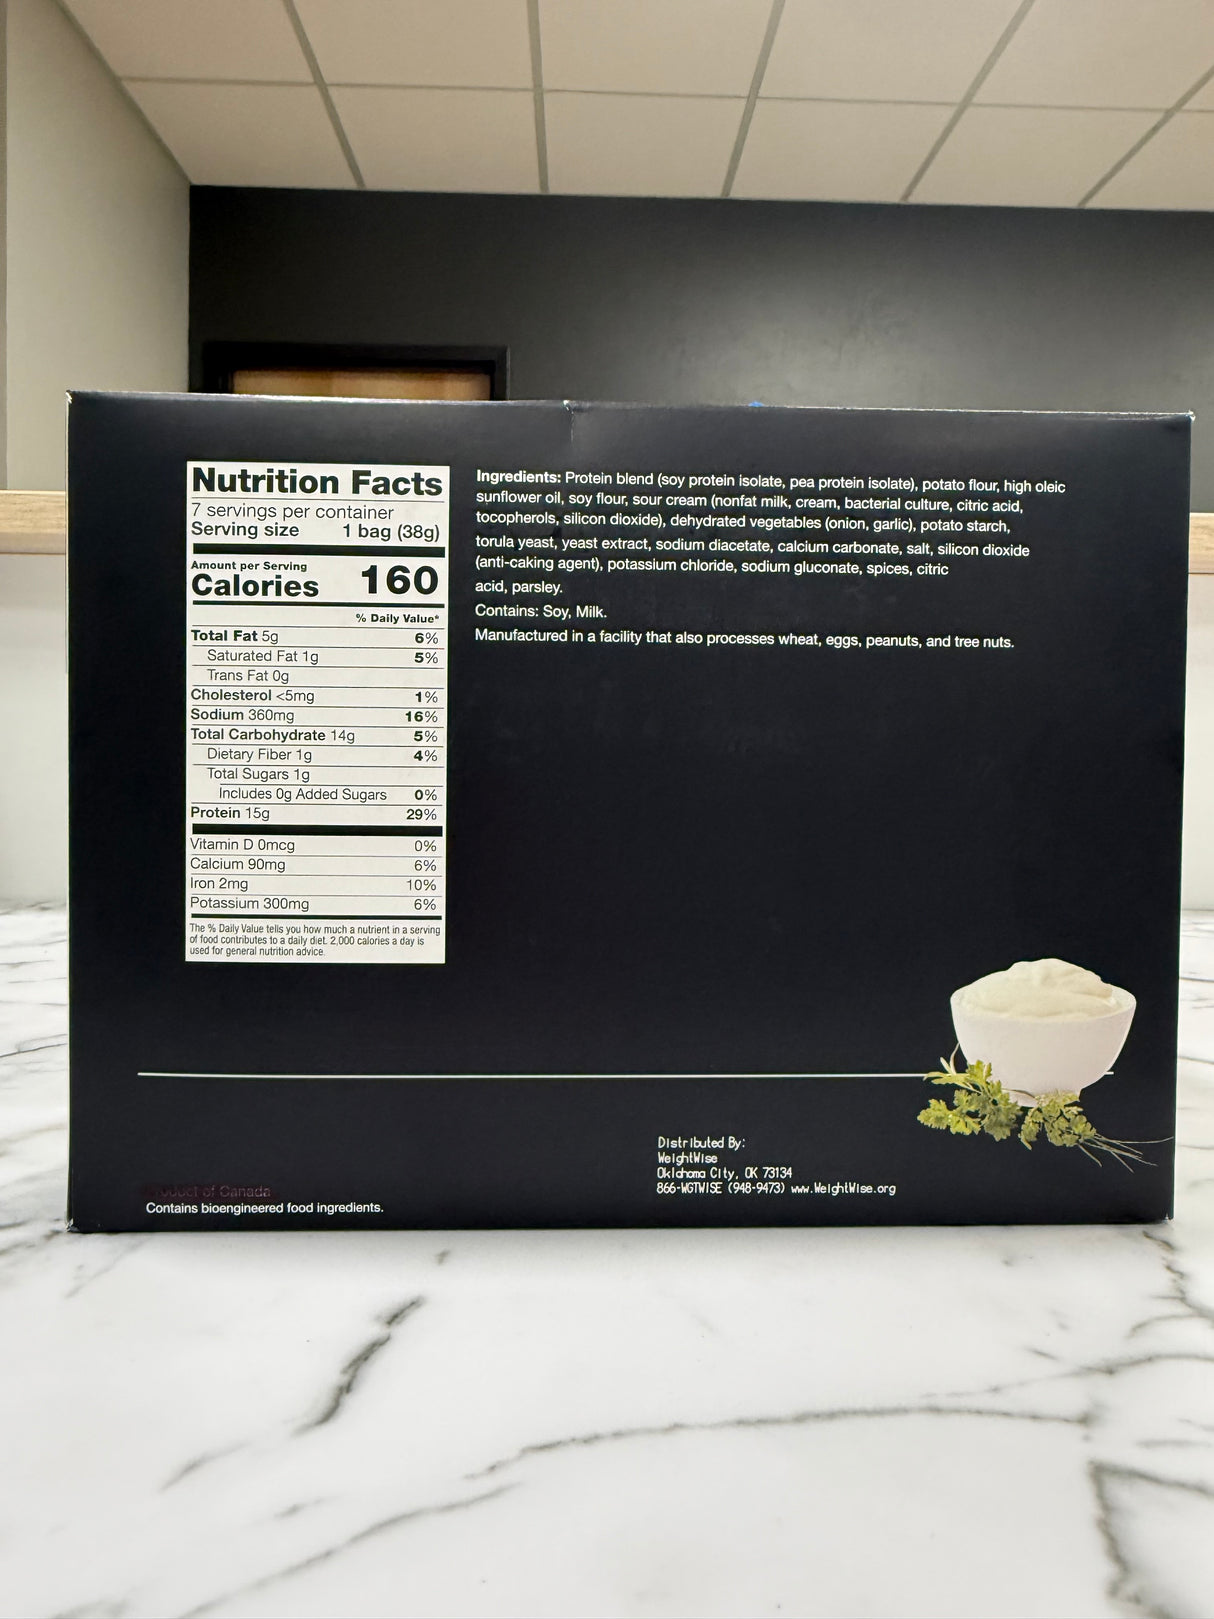 Nutrition Facts
7 servings per container
Serving size 1 bag (38g)
Amount per Serving
Calories 160
% Daily Value*
Total Fat 5g 6%
Saturated Fat 1g 5%
Trans Fat 0g
Cholesterol <5mg 1%
Sodium 360mg 16%
Total Carbohydrate 14g 5%
Dietary Fiber 1g 4%
Total Sugars 1g
Includes 0g Added Sugars 0%
Protein 15g 29%
Vitamin D 0mcg 0%
Calcium 90mg 6%
Iron 2mg 10%
Potassium 300mg 6%
The % Daily Value tells you how much a nutrient in a serving
of food contributes to a daily diet. 2,000 calories a day is
used for general nutrition advice.
Ingredients: Protein blend (soy protein isolate, pea protein isolate), potato flour, high oleic
sunflower oil, soy flour, sour cream (nonfat milk, cream, bacterial culture, citric acid,
tocopherols, silicon dioxide), dehydrated vegetables (onion, garlic), potato starch,
torula yeast, yeast extract, sodium diacetate, calcium carbonate, salt, silicon dioxide
(anti-caking agent), potassium chloride, sodium gluconate, spices, citric
acid, parsley.
Contains: Soy, Milk.
Manufactured in a facility that also processes wheat, eggs, peanuts, and tree nuts.
Product of Canada
Contains bioengineered food ingredients.
Distributed By:
WeightWise
Oklahoma City, OK 73134
866-WGTWISE (948-9473) www.WeightWise.org